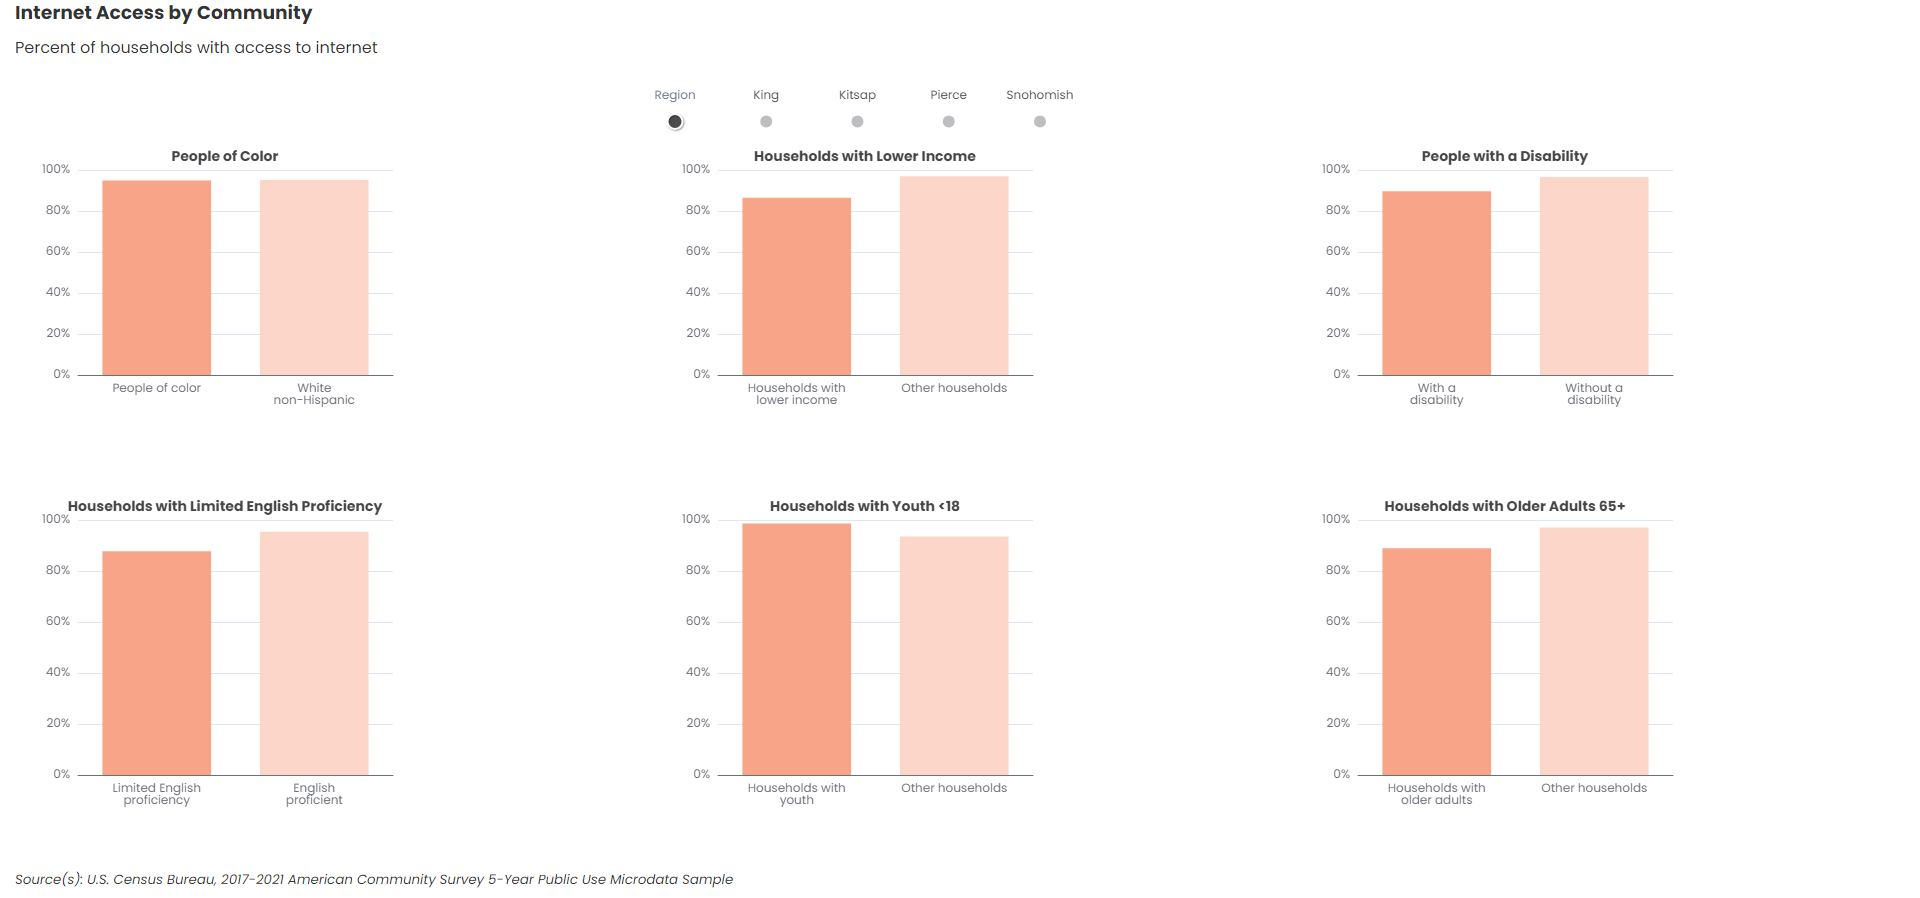 Internet Access by Community
Percent of households with access to internet
Region King Kitsap Pierce Snohomish
People of Color
100%
80%
60%
40%
20%
0%
People of color
White
non-Hispanic
Households with Lower Income
100%
80%
60%
40%
20%
0%
Households with
lower income
Other households
People with a Disability
100%
80%
60%
40%
20%
0%
With a
disability
Without a
disability
Households with Limited English Proficiency
100%
80%
60%
40%
20%
0%
Limited English
proficiency
English
proficient
Households with Youth <18
100%
80%
60%
40%
20%
0%
Households with
youth
Other households
Households with Older Adults 65+
100%
80%
60%
40%
20%
0%
Households with
older adults
Other households
Source(s): U.S. Census Bureau, 2017-2021 American Community Survey 5-Year Public Use Microdata Sample